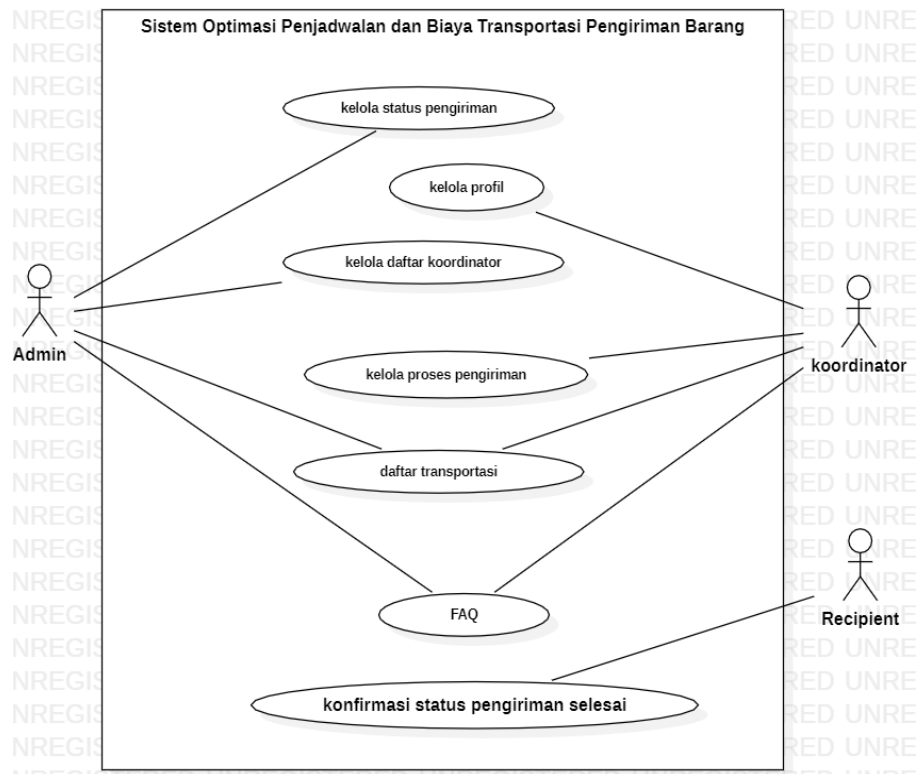 Sistem Optimasi Penjadwalan dan Biaya Transportasi Pengiriman Barang
kelola status pengiriman
kelola profil
kelola daftar koordinator
Admin
koordinator
kelola proses pengiriman
daftar transportasi
FAQ
Recipient
konfirmasi status pengiriman selesai